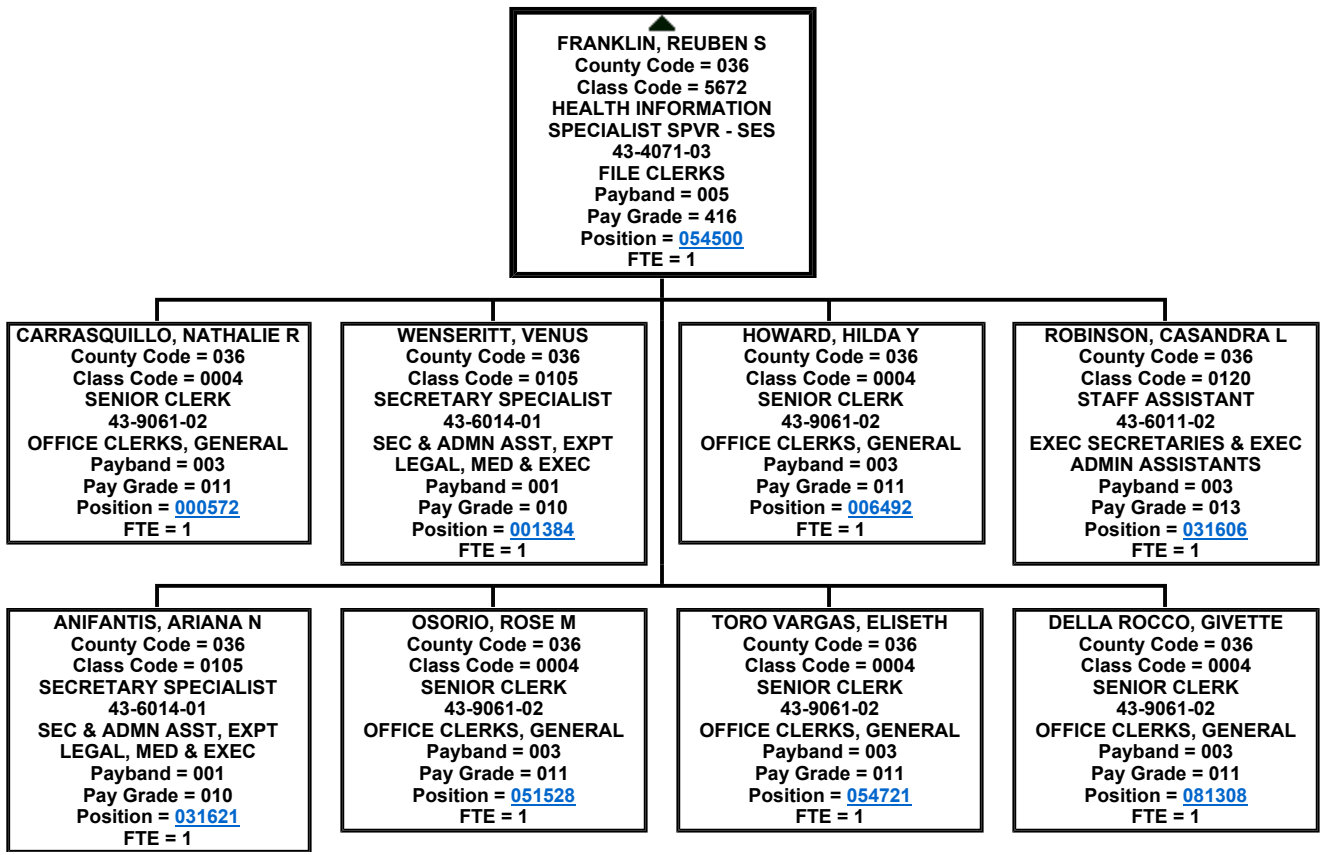 FRANKLIN, REUBEN S
County Code = 036
Class Code = 5672
HEALTH INFORMATION
SPECIALIST SPVR - SES
43-4071-03
FILE CLERKS
Payband = 005
Pay Grade = 416
Position = 054500
FTE = 1
CARRASQUILLO, NATHALIE R
County Code = 036
Class Code = 0004
SENIOR CLERK
43-9061-02
OFFICE CLERKS, GENERAL
Payband = 003
Pay Grade = 011
Position = 000572
FTE = 1
WENSERITT, VENUS
County Code = 036
Class Code = 0105
SECRETARY SPECIALIST
43-6014-01
SEC & ADMN ASST, EXPT
LEGAL, MED & EXEC
Payband = 001
Pay Grade = 010
Position = 001384
FTE = 1
HOWARD, HILDA Y
County Code = 036
Class Code = 0004
SENIOR CLERK
43-9061-02
OFFICE CLERKS, GENERAL
Payband = 003
Pay Grade = 011
Position = 006492
FTE = 1
ROBINSON, CASANDRA L
County Code = 036
Class Code = 0120
STAFF ASSISTANT
43-6011-02
EXEC SECRETARIES & EXEC
ADMIN ASSISTANTS
Payband = 003
Pay Grade = 013
Position = 031606
FTE = 1
ANIFANTIS, ARIANA N
County Code = 036
Class Code = 0105
SECRETARY SPECIALIST
43-6014-01
SEC & ADMN ASST, EXPT
LEGAL, MED & EXEC
Payband = 001
Pay Grade = 010
Position = 031621
FTE = 1
OSORIO, ROSE M
County Code = 036
Class Code = 0004
SENIOR CLERK
43-9061-02
OFFICE CLERKS, GENERAL
Payband = 003
Pay Grade = 011
Position = 051528
FTE = 1
TORO VARGAS, ELISETH
County Code = 036
Class Code = 0004
SENIOR CLERK
43-9061-02
OFFICE CLERKS, GENERAL
Payband = 003
Pay Grade = 011
Position = 054721
FTE = 1
DELLA ROCCO, GIVETTE
County Code = 036
Class Code = 0004
SENIOR CLERK
43-9061-02
OFFICE CLERKS, GENERAL
Payband = 003
Pay Grade = 011
Position = 081308
FTE = 1